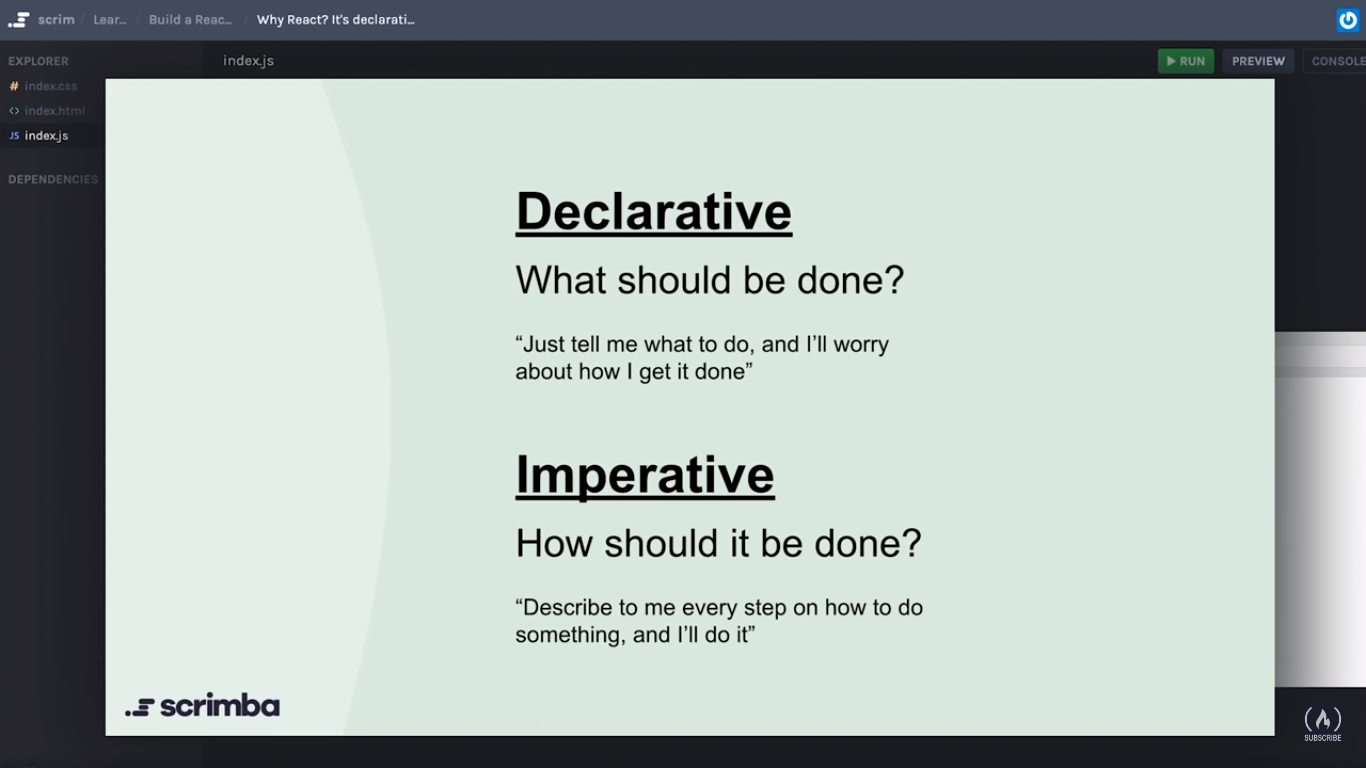 scrim / Lear... / Build a Reac... / Why React? It's declarati...
EXPLORER
# index.css
<> index.html
JS index.js
DEPENDENCIES
index.js
RUN PREVIEW CONSOLE
Declarative
What should be done?
“Just tell me what to do, and I’ll worry
about how I get it done”
Imperative
How should it be done?
“Describe to me every step on how to do
something, and I’ll do it”
scrimba
SUBSCRIBE